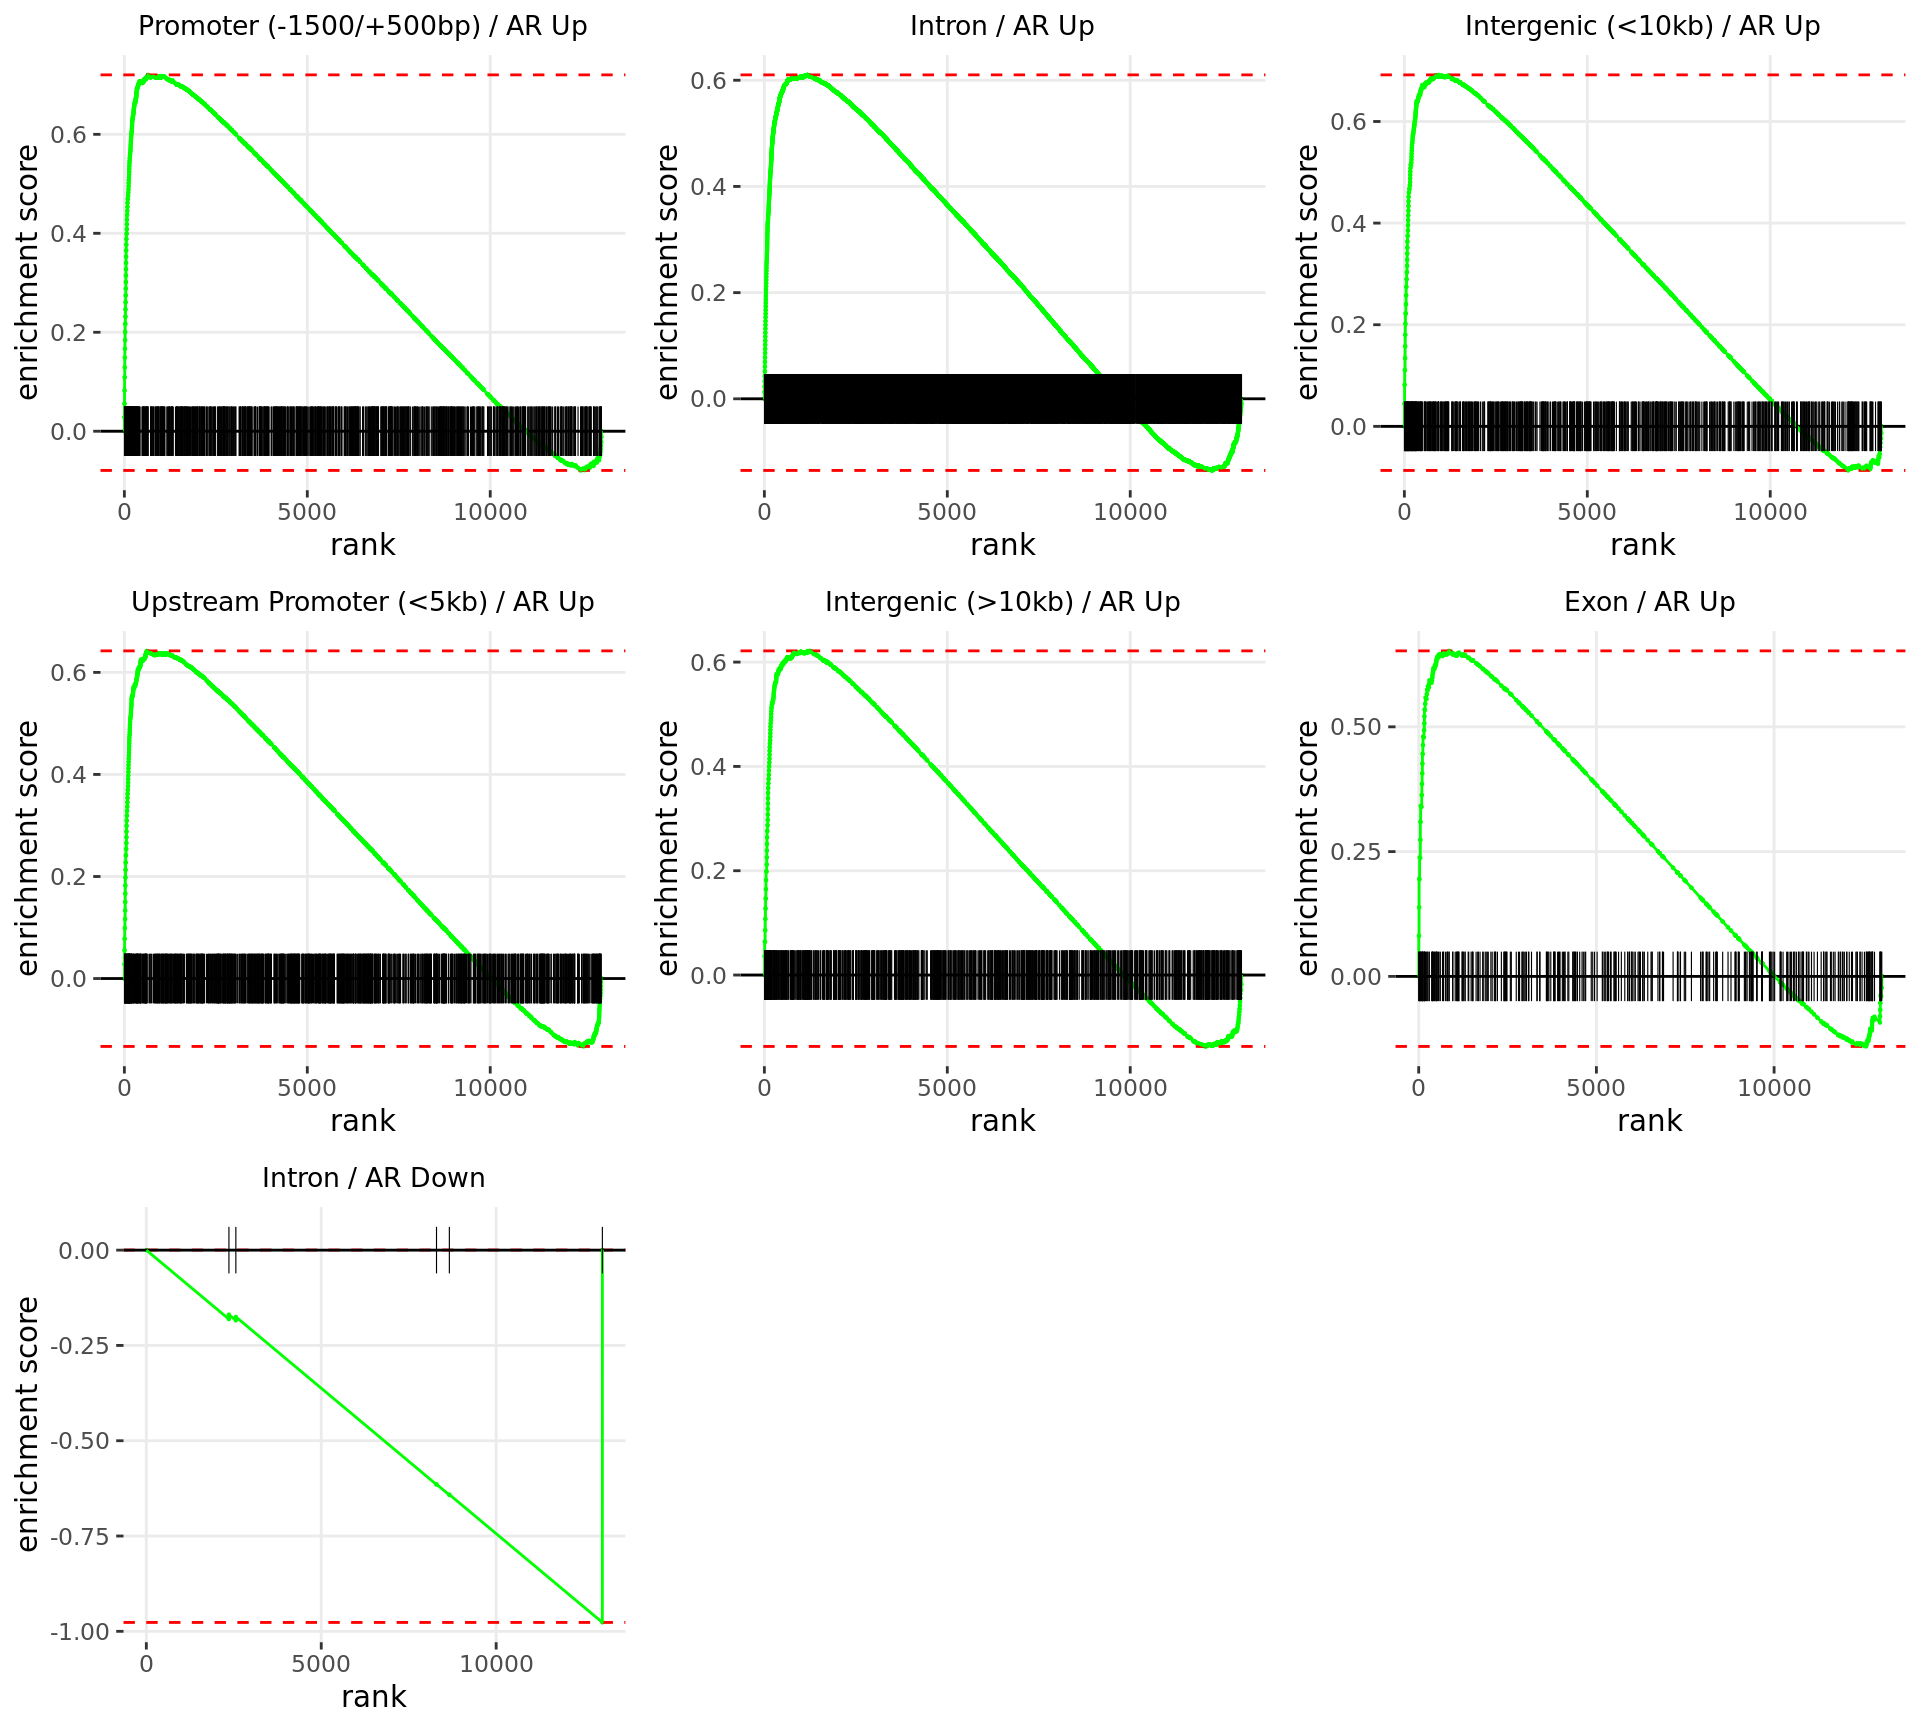 Promoter (-1500/+500bp) / AR Up
enrichment score
0.6
0.4
0.2
0.0
0 5000 10000
rank
Intron / AR Up
enrichment score
0.6
0.4
0.2
0.0
0 5000 10000
rank
Intergenic (<10kb) / AR Up
enrichment score
0.6
0.4
0.2
0.0
0 5000 10000
rank
Upstream Promoter (<5kb) / AR Up
enrichment score
0.6
0.4
0.2
0.0
0 5000 10000
rank
Intergenic (>10kb) / AR Up
enrichment score
0.6
0.4
0.2
0.0
0 5000 10000
rank
Exon / AR Up
enrichment score
0.50
0.25
0.00
0 5000 10000
rank
Intron / AR Down
enrichment score
0.00
-0.25
-0.50
-0.75
-1.00
0 5000 10000
rank